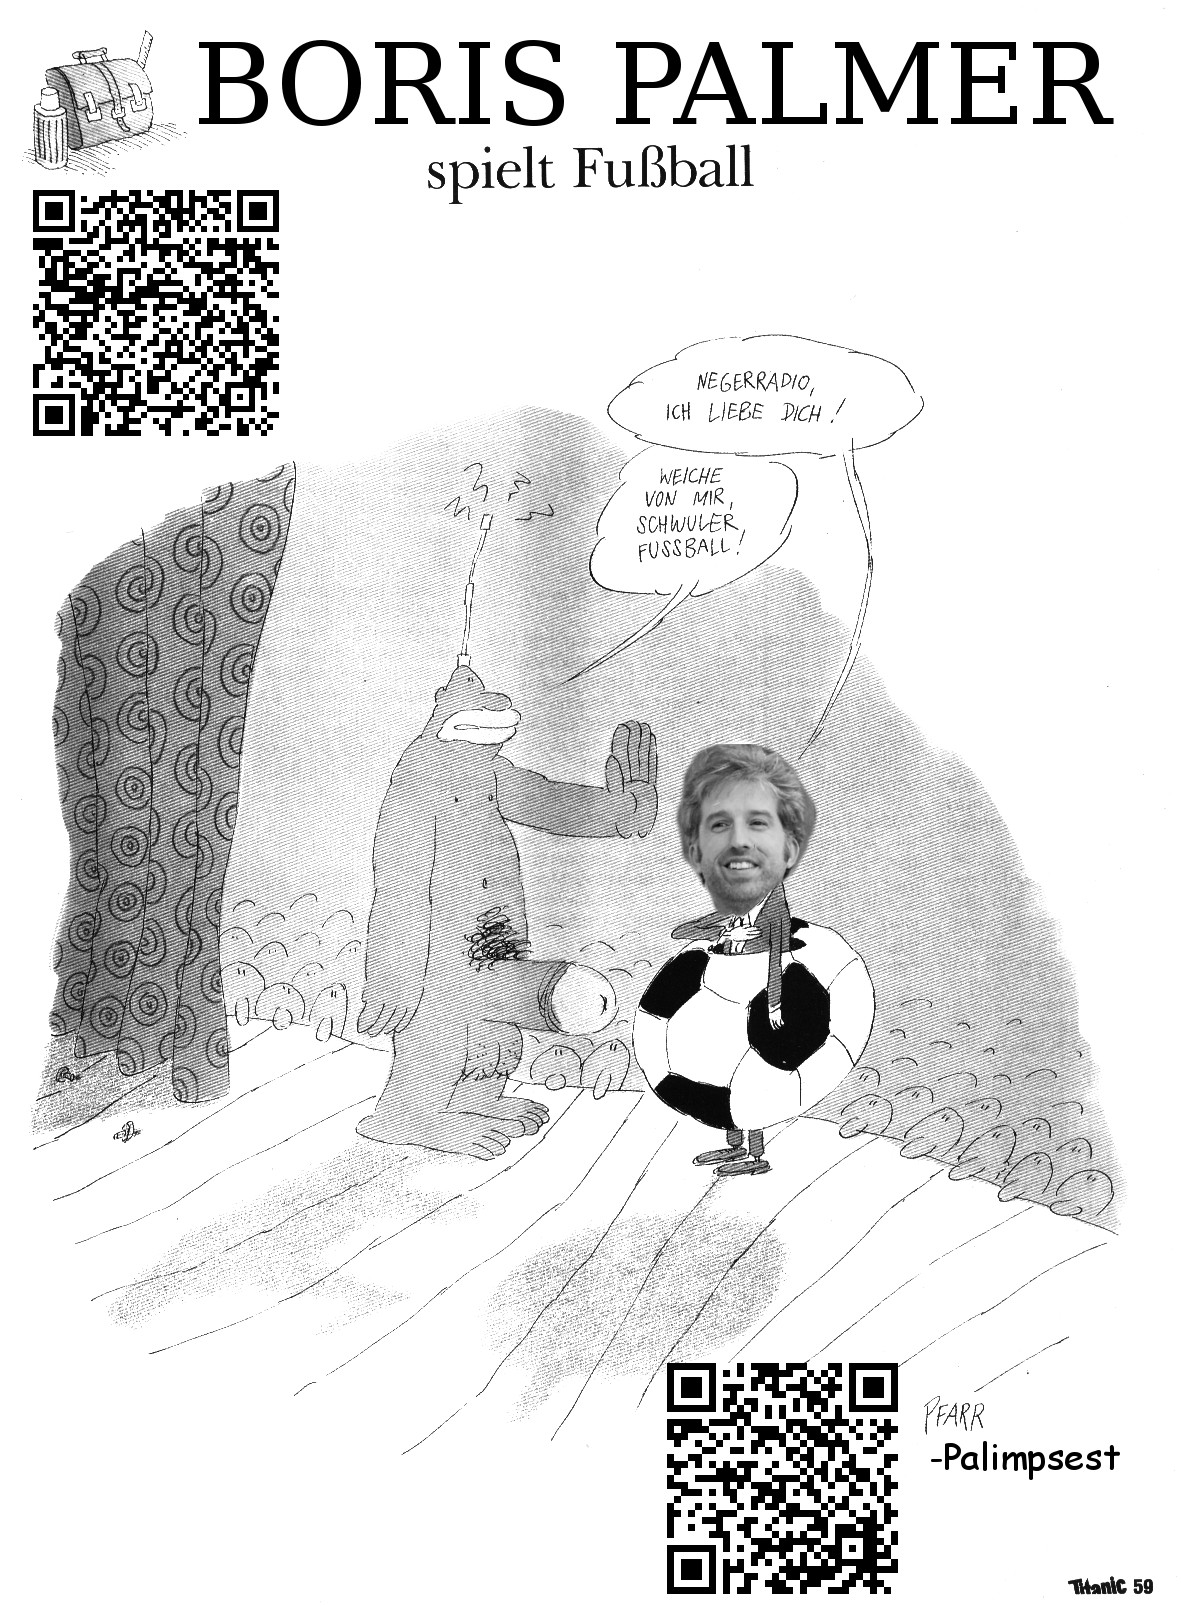 BORIS PALMER
spielt Fußball
NEGERRADIO,
ICH LIEBE DICH!
WEICHE
VON MIR,
SCHWULER,
FUSSBALL!
PFARR
-Palimpsest
Titanic 59